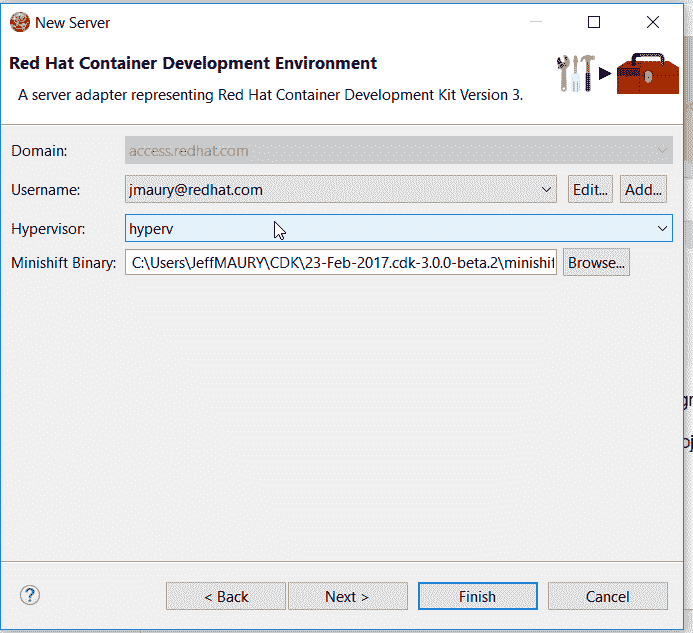 New Server
Red Hat Container Development Environment
A server adapter representing Red Hat Container Development Kit Version 3.
Domain: access.redhat.com
Username: jmaury@redhat.com Edit... Add...
Hypervisor: hyperv
Minishift Binary: C:\Users\JeffMAURY\CDK\23-Feb-2017.cdk-3.0.0-beta.2\minishif Browse...
? < Back Next > Finish Cancel